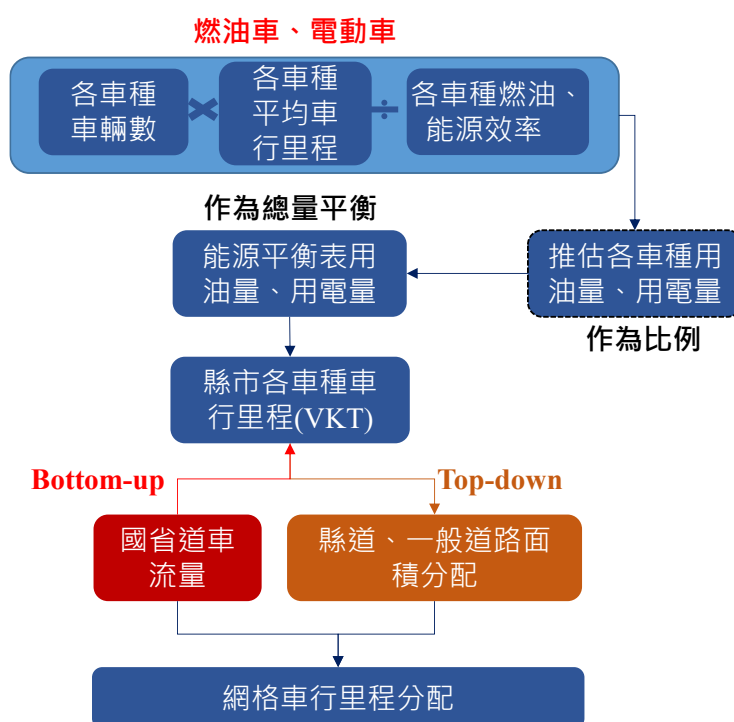 燃油車、電動車
各車種
車輛數
×
各車種
平均車
行里程
÷
各車種燃油、
能源效率
作為總量平衡
能源平衡表用
油量、用電量
推估各車種用
油量、用電量
作為比例
縣市各車種車
行里程(VKT)
Bottom-up
Top-down
國省道車
流量
縣道、一般道路面
積分配
網格車行里程分配